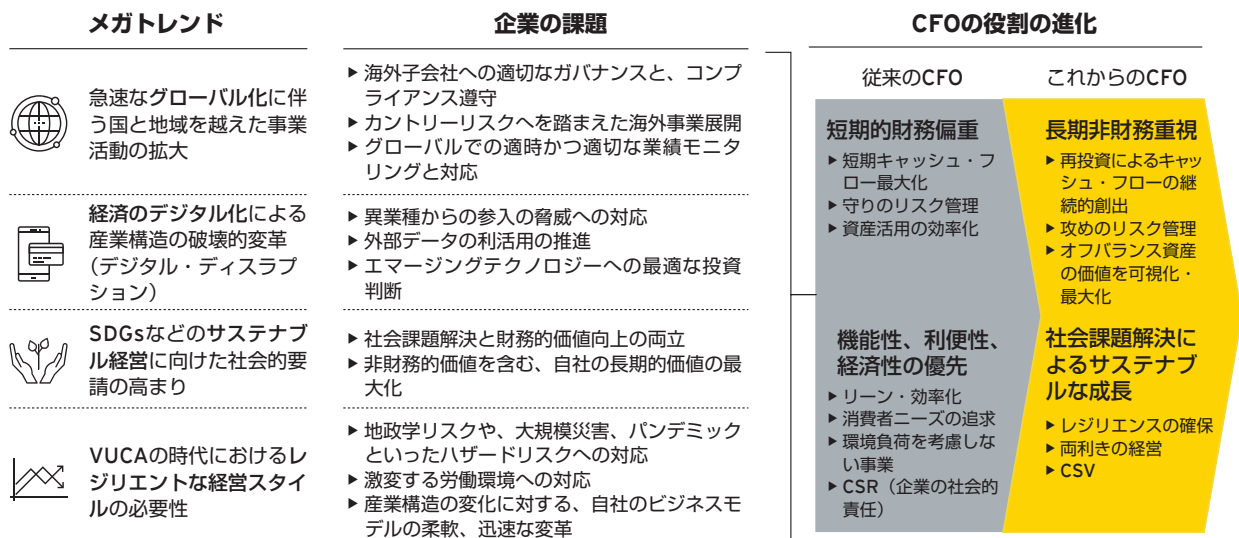 メガトレンド
企業の課題
CFOの役割の進化
急速なグローバル化に伴
う国と地域を越えた事業
活動の拡大
▶ 海外子会社への適切なガバナンスと、コンプ
ライアンス遵守
▶ カントリーリスクへを踏まえた海外事業展開
▶ グローバルでの適時かつ適切な業績モニタ
リングと対応
経済のデジタル化による
産業構造の破壊的変革
（デジタル・ディスラプ
ション）
▶ 異業種からの参入の脅威への対応
▶ 外部データの利活用の推進
▶ エマージングテクノロジーへの最適な投資
判断
SDGsなどのサステナブ
ル経営に向けた社会的要
請の高まり
▶ 社会課題解決と財務的価値向上の両立
▶ 非財務的価値を含む、自社の長期的価値の最
大化
VUCAの時代におけるレ
ジリエントな経営スタイ
ルの必要性
▶ 地政学リスクや、大規模災害、パンデミック
といったハザードリスクへの対応
▶ 激変する労働環境への対応
▶ 産業構造の変化に対する、自社のビジネスモ
デルの柔軟、迅速な変革
従来のCFO
短期的財務偏重
▶ 短期キャッシュ・フ
ロー最大化
▶ 守りのリスク管理
▶ 資産活用の効率化
機能性、利便性、
経済性の優先
▶ リーン・効率化
▶ 消費者ニーズの追求
▶ 環境負荷を考慮しな
い事業
▶ CSR（企業の社会的
責任）
これからのCFO
長期非財務重視
▶ 再投資によるキャッ
シュ・フローの継
続的創出
▶ 攻めのリスク管理
▶ オフバランス資産
の価値を可視化・
最大化
社会課題解決に
よるサステナブ
ルな成長
▶ レジリエンスの確保
▶ 両利きの経営
▶ CSV